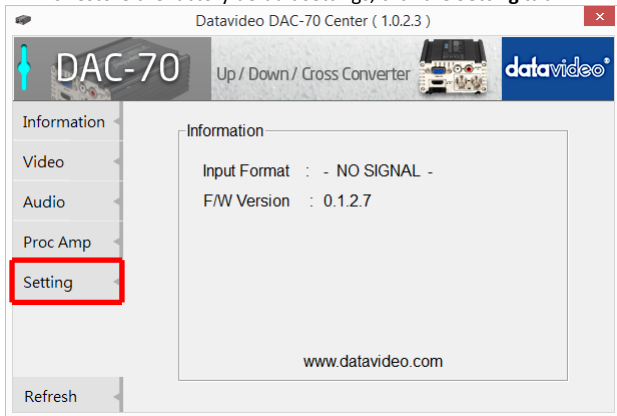 Datavideo DAC-70 Center ( 1.0.2.3 )
DAC-70
Up / Down / Cross Converter
datavideo®
Information
Video
Audio
Proc Amp
Setting
Refresh
Information
Input Format : - NO SIGNAL -
F/W Version : 0.1.2.7
www.datavideo.com